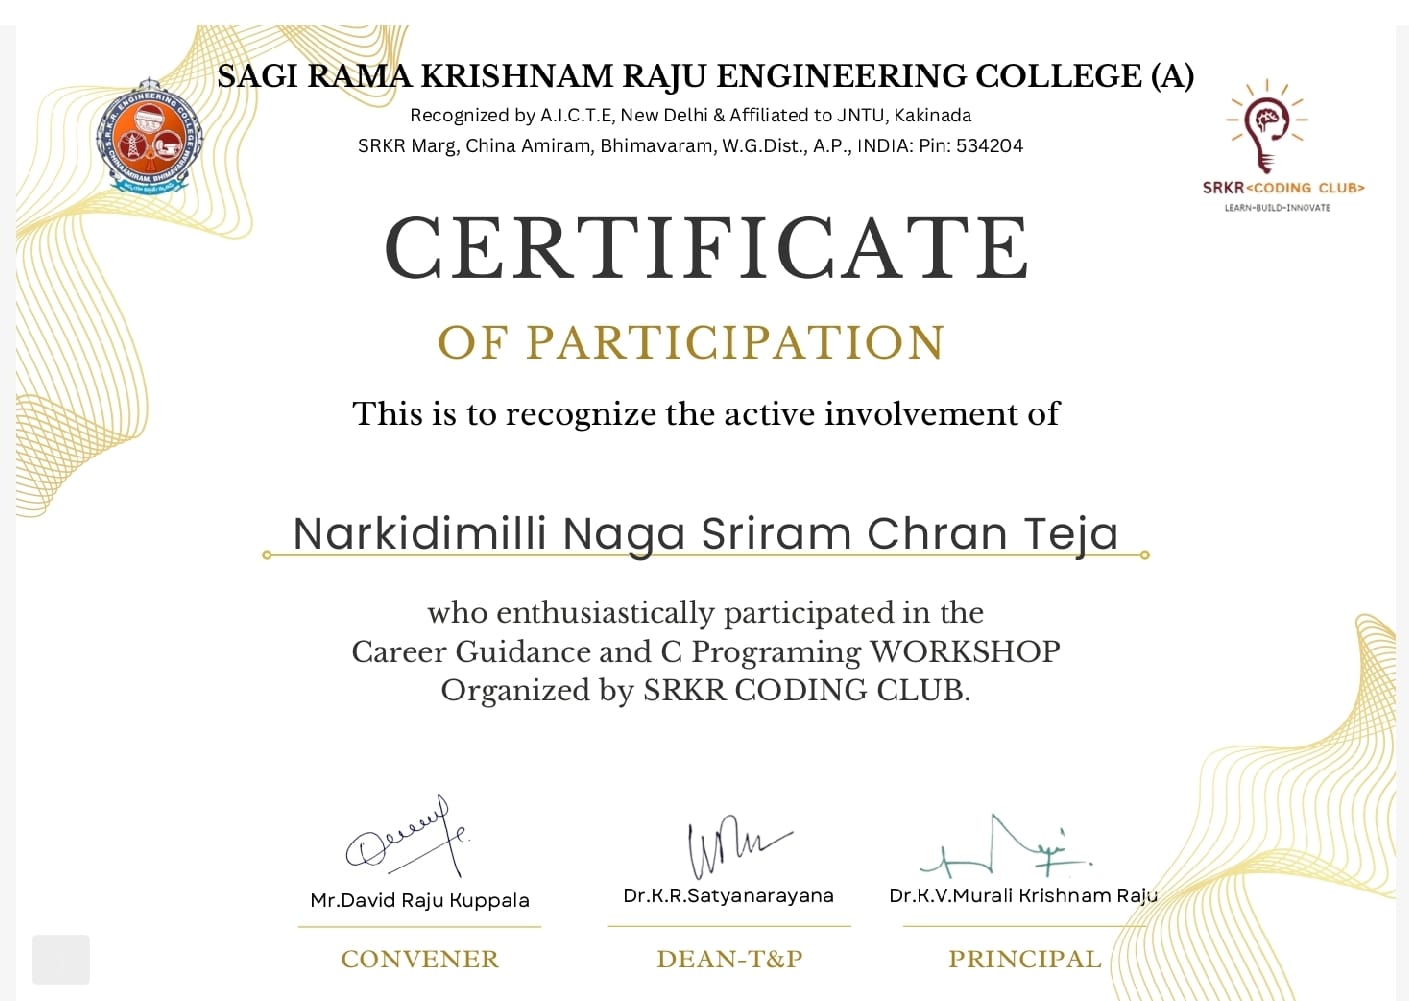 SAGI RAMA KRISHNAM RAJU ENGINEERING COLLEGE (A)
Recognized by A.I.C.T.E, New Delhi & Affiliated to JNTU, Kakinada
SRKR Marg, China Amiram, Bhimavaram, W.G.Dist., A.P., INDIA: Pin: 534204
S.R.K.R. ENGINEERING COLLEGE
CHINNAMIRAM, BHIMAVARAM
SRKR<CODING CLUB>
LEARN-BUILD-INNOVATE
CERTIFICATE
OF PARTICIPATION
This is to recognize the active involvement of
Narkidimilli Naga Sriram Chran Teja
who enthusiastically participated in the
Career Guidance and C Programing WORKSHOP
Organized by SRKR CODING CLUB.
Mr.David Raju Kuppala
Dr.K.R.Satyanarayana
Dr.K.V.Murali Krishnam Raju
CONVENER
DEAN-T&P
PRINCIPAL